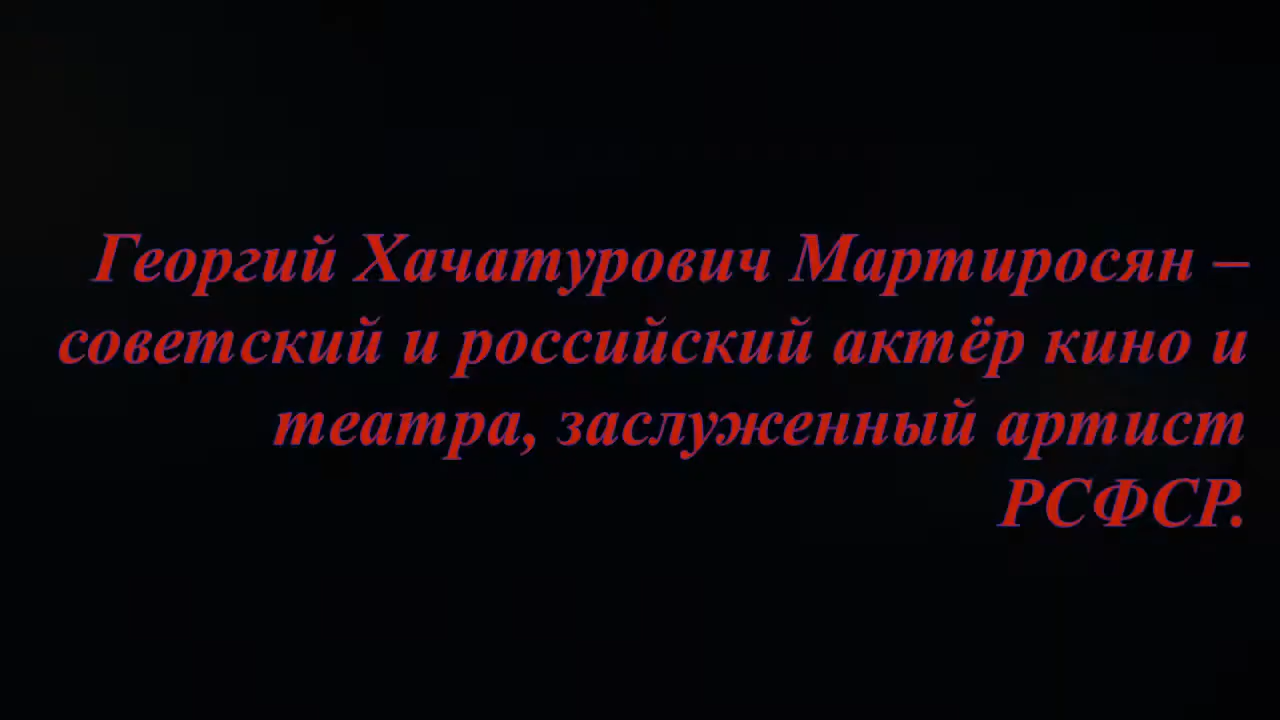 Георгий Хачатурович Мартиросян –
советский и российский актёр кино и
театра, заслуженный артист
РСФСР.